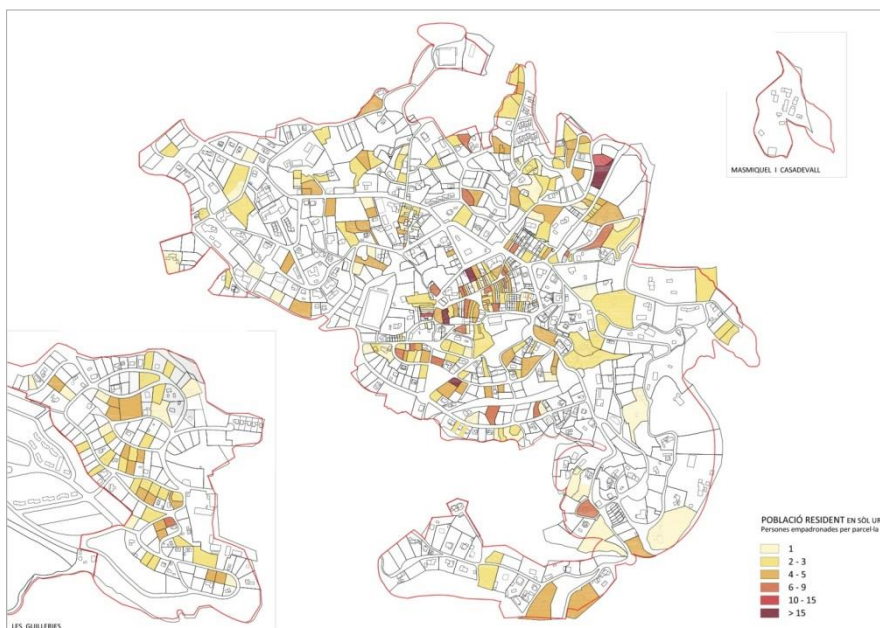 MASMIQUEL I CASADEVALL
POBLACIÓ RESIDENT EN SÒL UR
Persones empadronades per parcel·la
1
2 - 3
4 - 5
6 - 9
10 - 15
> 15
LES GUILLERIES